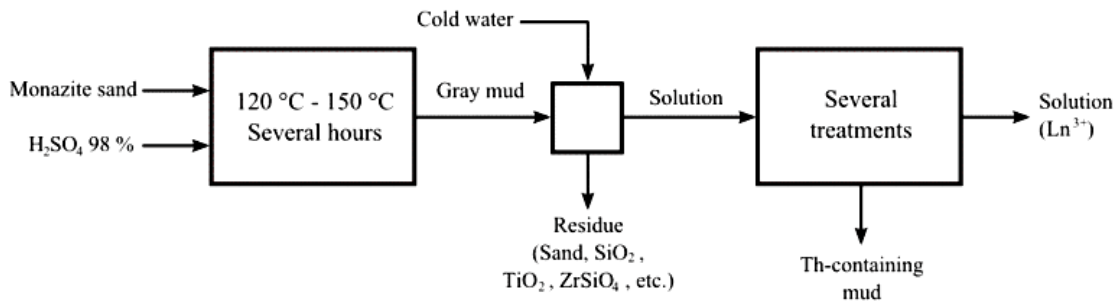 Cold water
Monazite sand
H₂SO₄ 98 %
120 °C - 150 °C
Several hours
Gray mud
Solution
Several
treatments
Solution
(Ln³⁺)
Residue
(Sand, SiO₂ ,
TiO₂ , ZrSiO₄ , etc.)
Th-containing
mud